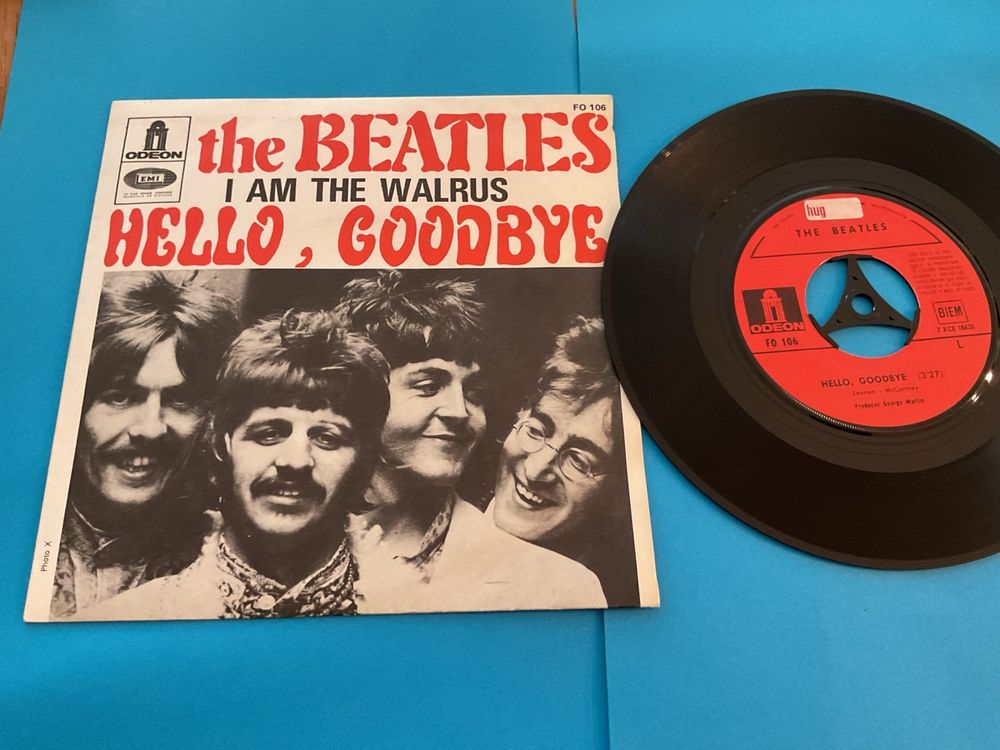 FO 106
ODEON
EMI
the BEATLES
I AM THE WALRUS
HELLO, GOODBYE
Photo X
hug
THE BEATLES
ODEON
FO 106
BIEM
L
HELLO, GOODBYE (3'27)
Lennon - McCartney
Producer George Martin